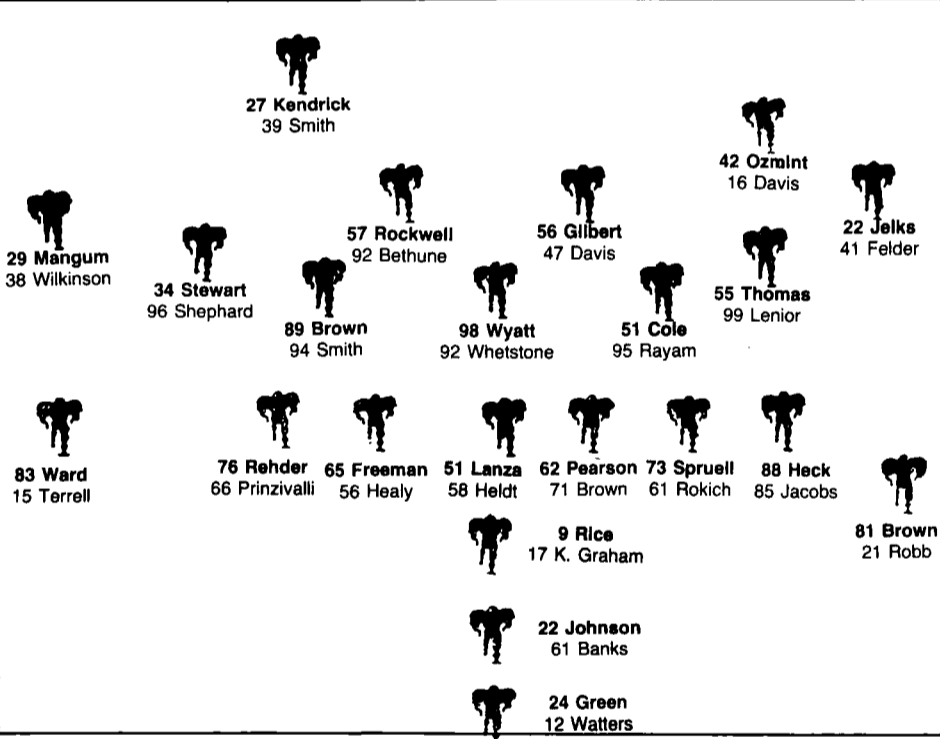 27 Kendrick
39 Smith
42 Ozmint
16 Davis
29 Mangum
38 Wilkinson
34 Stewart
96 Shephard
57 Rockwell
92 Bethune
56 Gilbert
47 Davis
22 Jelks
41 Felder
89 Brown
94 Smith
98 Wyatt
92 Whetstone
51 Cole
95 Rayam
55 Thomas
99 Lenior
83 Ward
15 Terrell
76 Rehder
66 Prinzivalli
65 Freeman
56 Healy
51 Lanza
58 Heldt
62 Pearson
71 Brown
73 Spruell
61 Rokich
88 Heck
85 Jacobs
81 Brown
21 Robb
9 Rice
17 K. Graham
22 Johnson
61 Banks
24 Green
12 Watters